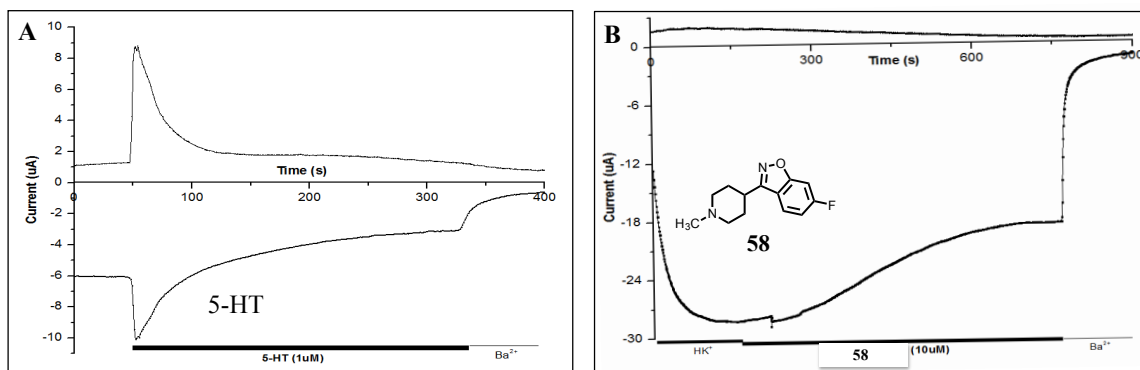 A
10
8
6
4
2
0
-2
-4
-6
-8
-10
Current (uA)
Time (s)
0 100 200 300 400
5-HT
5-HT (1uM)
Ba²⁺
B
0
-6
-12
-18
-24
-30
Current (uA)
0 300 600 900
Time (s)
N O
F
N
H₃C
58
HK⁺
58 (10uM)
Ba²⁺